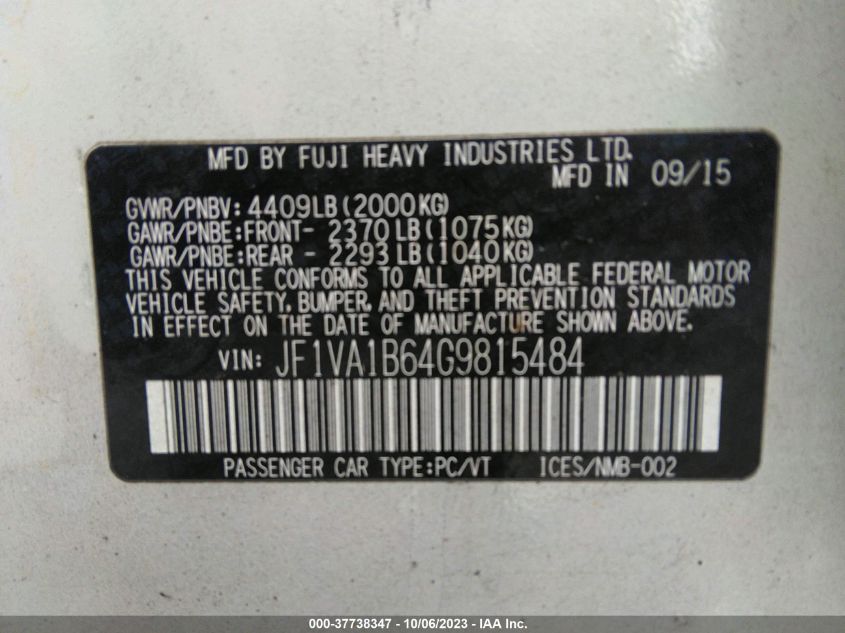 MFD BY FUJI HEAVY INDUSTRIES LTD.
MFD IN 09/15
GVWR/PNBV: 4409LB(2000KG)
GAWR/PNBE:FRONT- 2370LB(1075KG)
GAWR/PNBE:REAR - 2293LB(1040KG)
THIS VEHICLE CONFORMS TO ALL APPLICABLE FEDERAL MOTOR
VEHICLE SAFETY, BUMPER, AND THEFT PREVENTION STANDARDS
IN EFFECT ON THE DATE OF MANUFACTURE SHOWN ABOVE.
VIN: JF1VA1B64G9815484
PASSENGER CAR TYPE:PC/VT ICES/NMB-002
000-37738347 - 10/06/2023 - IAA Inc.